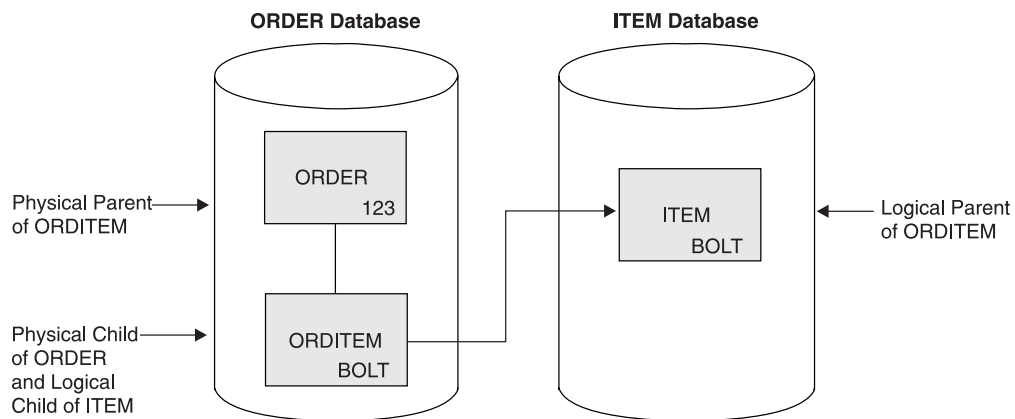 ORDER Database
ITEM Database
ORDER
123
Physical Parent
of ORDITEM
ITEM
BOLT
Logical Parent
of ORDITEM
Physical Child
of ORDER
and Logical
Child of ITEM
ORDITEM
BOLT